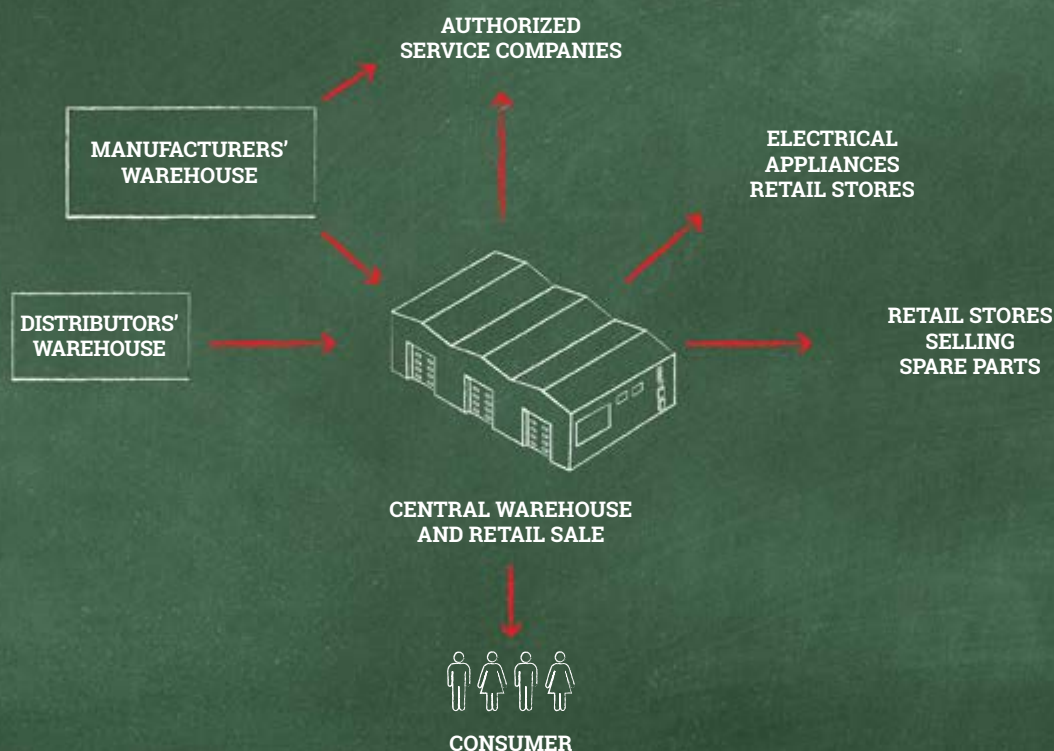 AUTHORIZED
SERVICE COMPANIES
MANUFACTURERS’
WAREHOUSE
ELECTRICAL
APPLIANCES
RETAIL STORES
DISTRIBUTORS’
WAREHOUSE
RETAIL STORES
SELLING
SPARE PARTS
CENTRAL WAREHOUSE
AND RETAIL SALE
CONSUMER